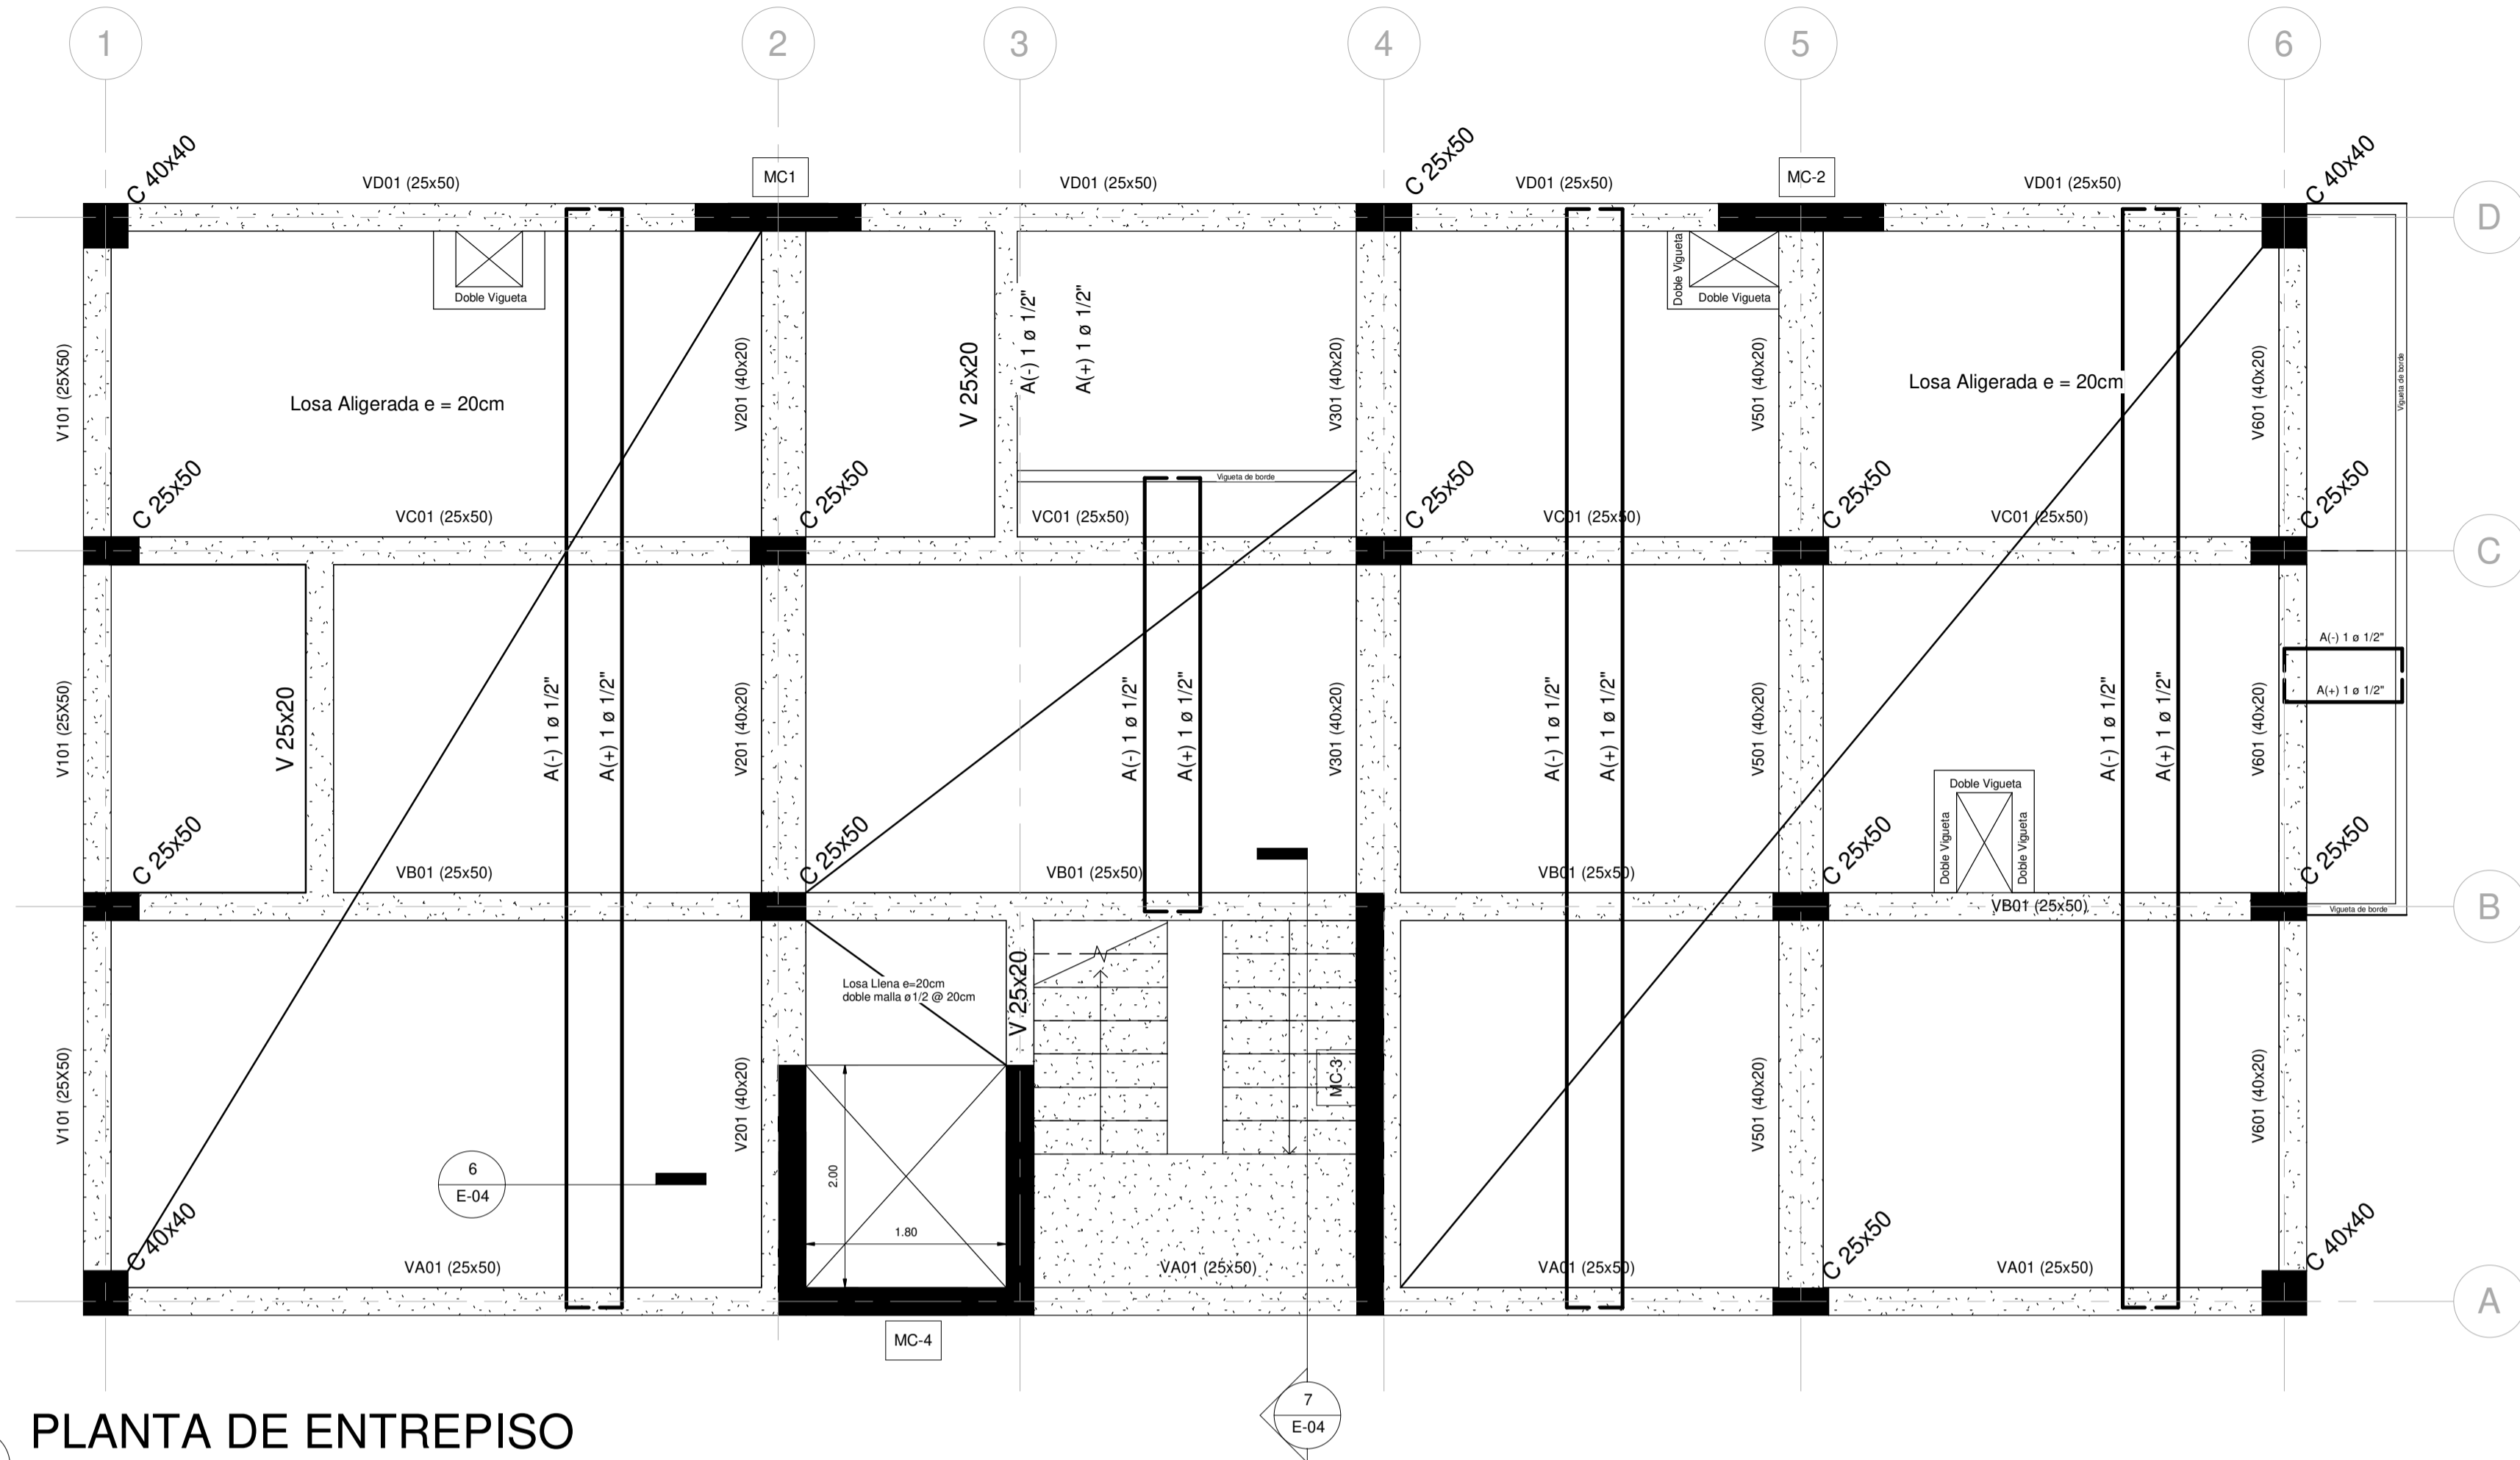 1
2
3
4
5
6
C 40x40
VD01 (25x50)
MC1
VD01 (25x50)
C 25x50
VD01 (25x50)
MC-2
VD01 (25x50)
C 40x40
D
Doble Vigueta
Doble Vigueta
Doble Vigueta
V101 (25X50)
Losa Aligerada e = 20cm
V201 (40x20)
V 25x20
A(-) 1 ø 1/2"
A(+) 1 ø 1/2"
V301 (40x20)
V501 (40x20)
Losa Aligerada e = 20cm
V601 (40x20)
Vigueta de borde
Vigueta de borde
C 25x50
VC01 (25x50)
C 25x50
VC01 (25x50)
C 25x50
VC01 (25x50)
C 25x50
VC01 (25x50)
C 25x50
C
V101 (25X50)
V 25x20
A(-) 1 ø 1/2"
A(+) 1 ø 1/2"
V201 (40x20)
A(-) 1 ø 1/2"
A(+) 1 ø 1/2"
V301 (40x20)
A(-) 1 ø 1/2"
A(+) 1 ø 1/2"
V501 (40x20)
A(-) 1 ø 1/2"
A(+) 1 ø 1/2"
V601 (40x20)
A(-) 1 ø 1/2"
A(+) 1 ø 1/2"
Doble Vigueta
Doble Vigueta
Doble Vigueta
C 25x50
VB01 (25x50)
C 25x50
VB01 (25x50)
VB01 (25x50)
C 25x50
VB01 (25x50)
C 25x50
Vigueta de borde
B
Losa Llena e=20cm
doble malla ø1/2 @ 20cm
V 25x20
V101 (25X50)
V201 (40x20)
MC-3
V501 (40x20)
V601 (40x20)
6
E-04
2.00
1.80
C 40x40
VA01 (25x50)
VA01 (25x50)
VA01 (25x50)
C 25x50
VA01 (25x50)
C 40x40
A
MC-4
7
E-04
PLANTA DE ENTREPISO